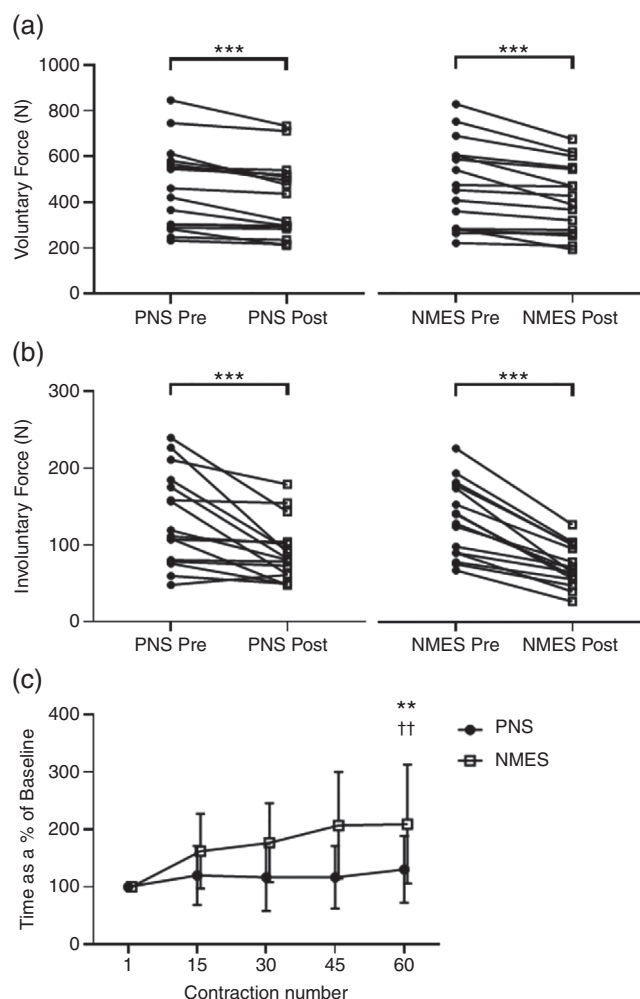 (a)
*** ***
Voluntary Force (N)
1000
800
600
400
200
0
PNS Pre PNS Post NMES Pre NMES Post
(b)
*** ***
Involuntary Force (N)
300
200
100
0
PNS Pre PNS Post NMES Pre NMES Post
(c)
Time as a % of Baseline
400
300
200
100
0
**
††
PNS
NMES
1 15 30 45 60
Contraction number